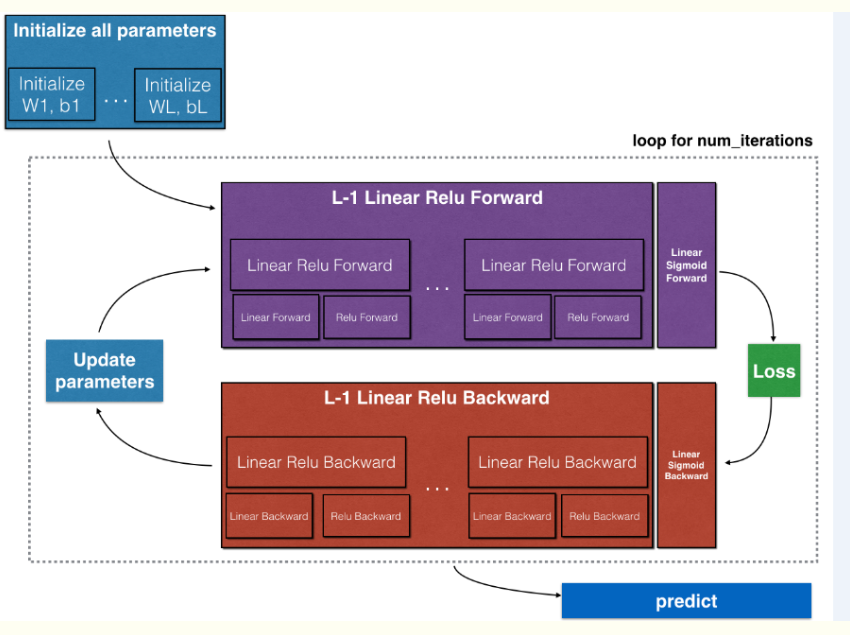 Initialize all parameters
Initialize
W1, b1
...
Initialize
WL, bL
loop for num_iterations
L-1 Linear Relu Forward
Linear Relu Forward
...
Linear Relu Forward
Linear Forward
Relu Forward
Linear Forward
Relu Forward
Linear
Sigmoid
Forward
Update
parameters
Loss
L-1 Linear Relu Backward
Linear Relu Backward
...
Linear Relu Backward
Linear Backward
Relu Backward
Linear Backward
Relu Backward
Linear
Sigmoid
Backward
predict